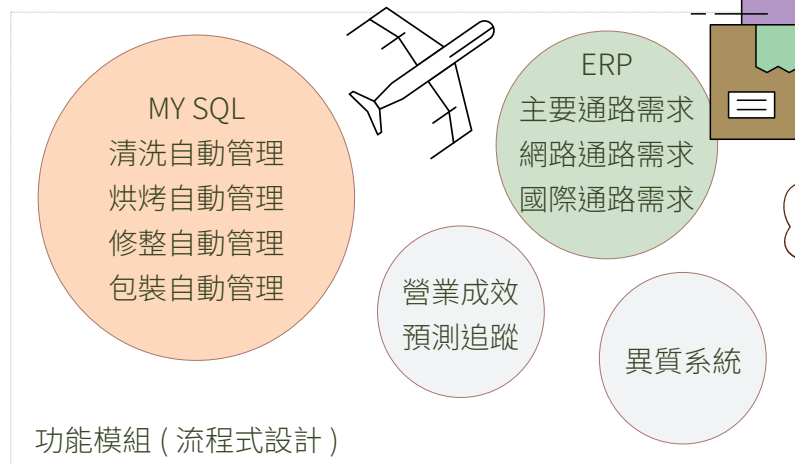 MY SQL
清洗自動管理
烘烤自動管理
修整自動管理
包裝自動管理
ERP
主要通路需求
網路通路需求
國際通路需求
營業成效
預測追蹤
異質系統
功能模組 ( 流程式設計 )